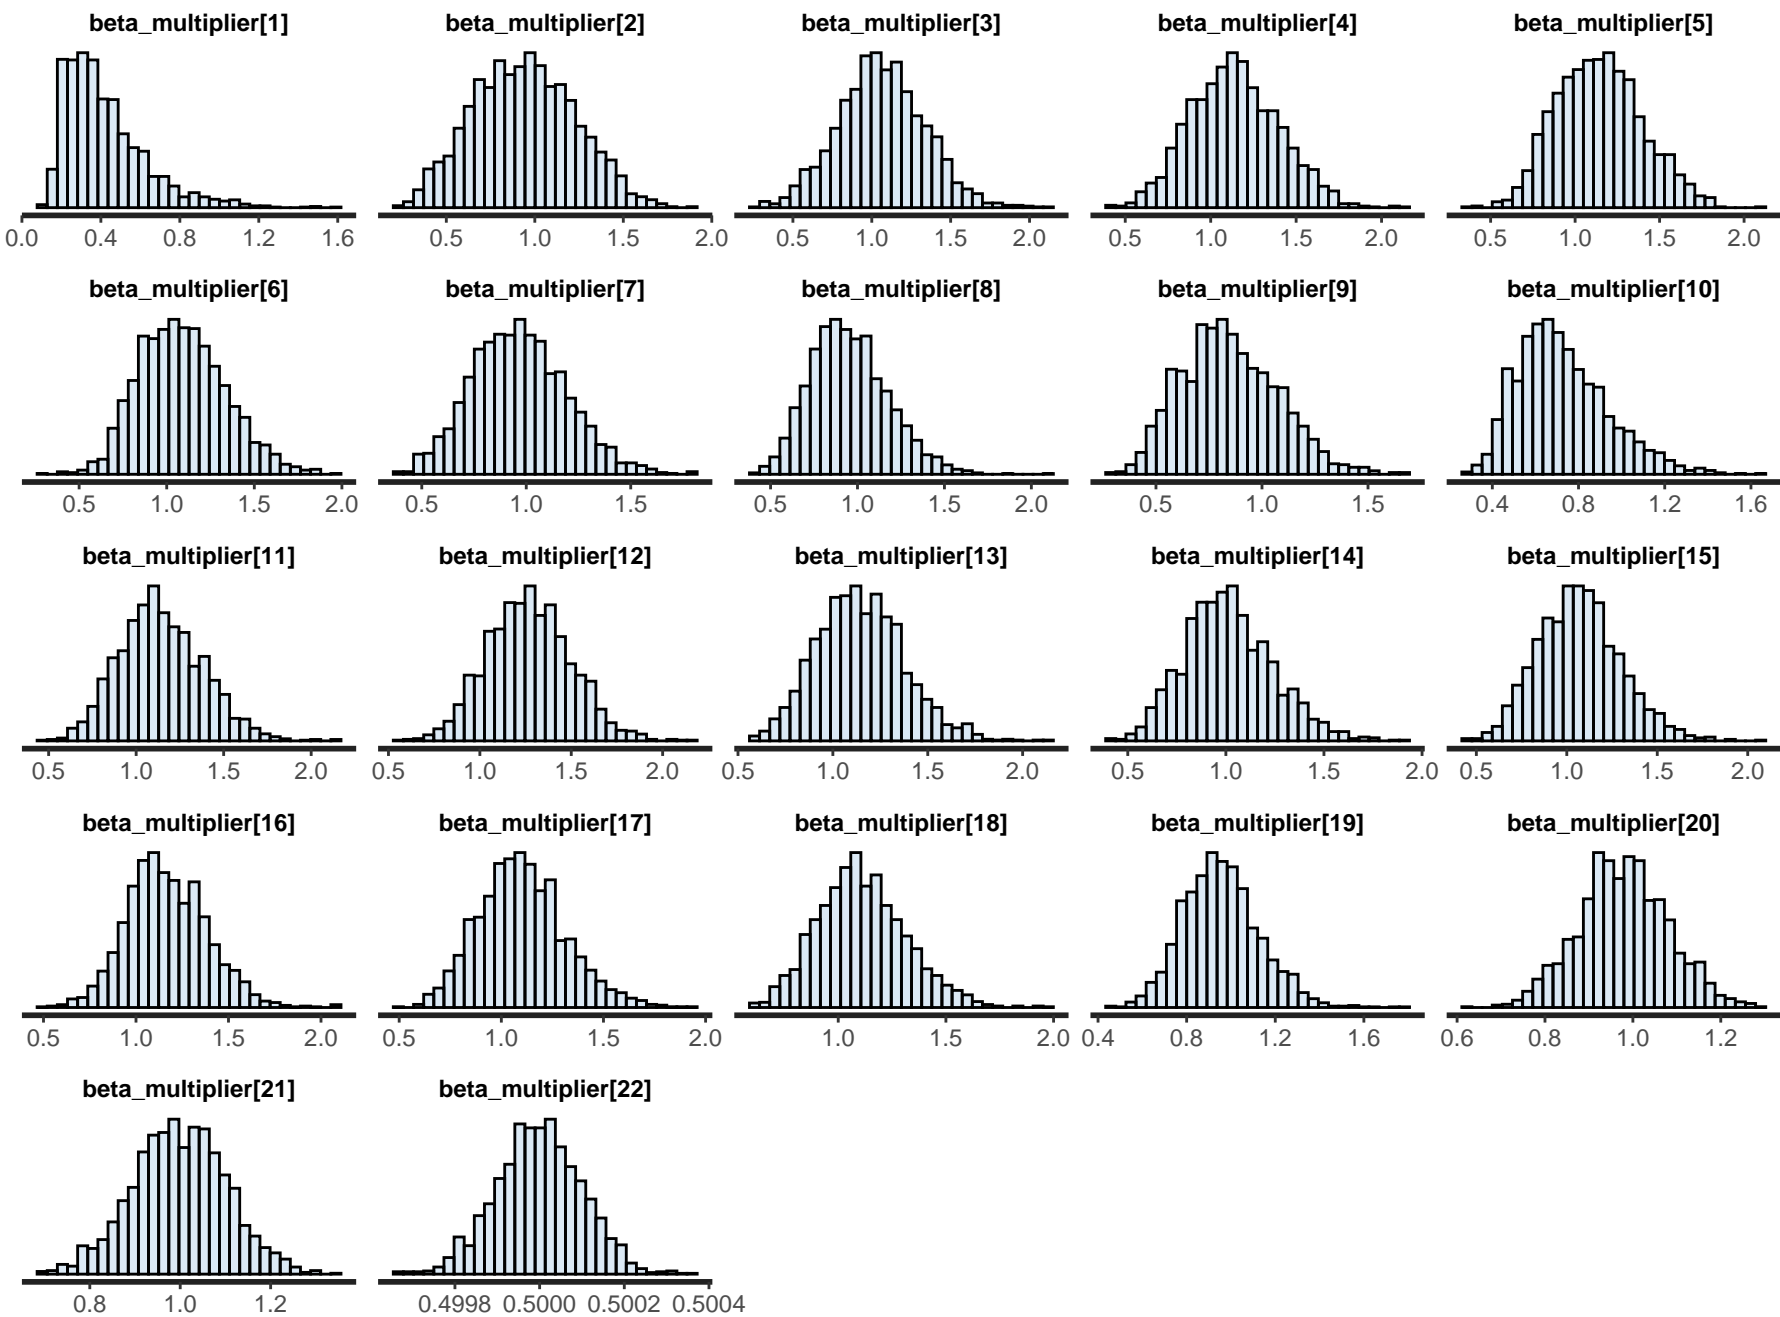 beta_multiplier[1] beta_multiplier[2] beta_multiplier[3] beta_multiplier[4] beta_multiplier[5]
0.0 0.4 0.8 1.2 1.6 0.5 1.0 1.5 2.0 0.5 1.0 1.5 2.0 0.5 1.0 1.5 2.0 0.5 1.0 1.5 2.0
beta_multiplier[6] beta_multiplier[7] beta_multiplier[8] beta_multiplier[9] beta_multiplier[10]
0.5 1.0 1.5 2.0 0.5 1.0 1.5 0.5 1.0 1.5 2.0 0.5 1.0 1.5 0.4 0.8 1.2 1.6
beta_multiplier[11] beta_multiplier[12] beta_multiplier[13] beta_multiplier[14] beta_multiplier[15]
0.5 1.0 1.5 2.0 0.5 1.0 1.5 2.0 0.5 1.0 1.5 2.0 0.5 1.0 1.5 2.0 0.5 1.0 1.5 2.0
beta_multiplier[16] beta_multiplier[17] beta_multiplier[18] beta_multiplier[19] beta_multiplier[20]
0.5 1.0 1.5 2.0 0.5 1.0 1.5 2.0 1.0 1.5 2.0 0.4 0.8 1.2 1.6 0.6 0.8 1.0 1.2
beta_multiplier[21] beta_multiplier[22]
0.8 1.0 1.2 0.4998 0.5000 0.5002 0.5004